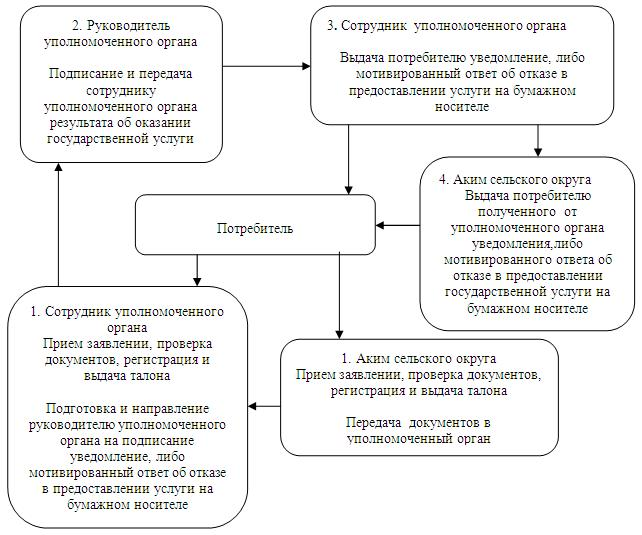 2. Руководитель
уполномоченного органа
Подписание и передача
сотруднику
уполномоченного органа
результата об оказании
государственной услуги
3. Сотрудник уполномоченного органа
Выдача потребителю уведомление, либо
мотивированный ответ об отказе в
предоставлении услуги на бумажном
носителе
4. Аким сельского округа
Выдача потребителю
полученного от
уполномоченного органа
уведомления,либо
мотивированного ответа об
отказе в предоставлении
государственной услуги на
бумажном носителе
Потребитель
1. Сотрудник уполномоченного
органа
Прием заявлении, проверка
документов, регистрация и
выдача талона
Подготовка и направление
руководителю уполномоченного
органа на подписание
уведомление, либо
мотивированный ответ об отказе
в предоставлении услуги на
бумажном носителе
1. Аким сельского округа
Прием заявлении, проверка документов,
регистрация и выдача талона
Передача документов в
уполномоченный орган